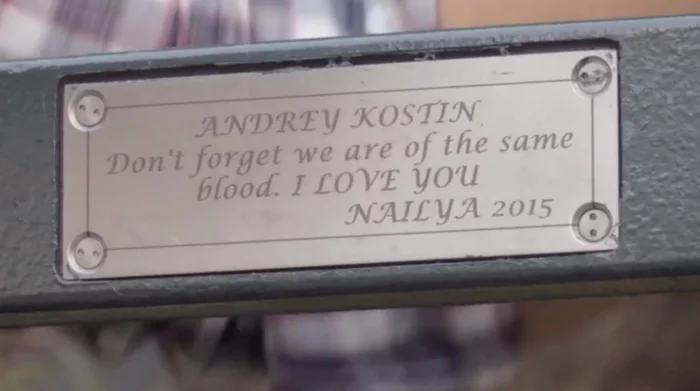 ANDREY KOSTIN
Don't forget we are of the same
blood. I LOVE YOU
NAILYA 2015